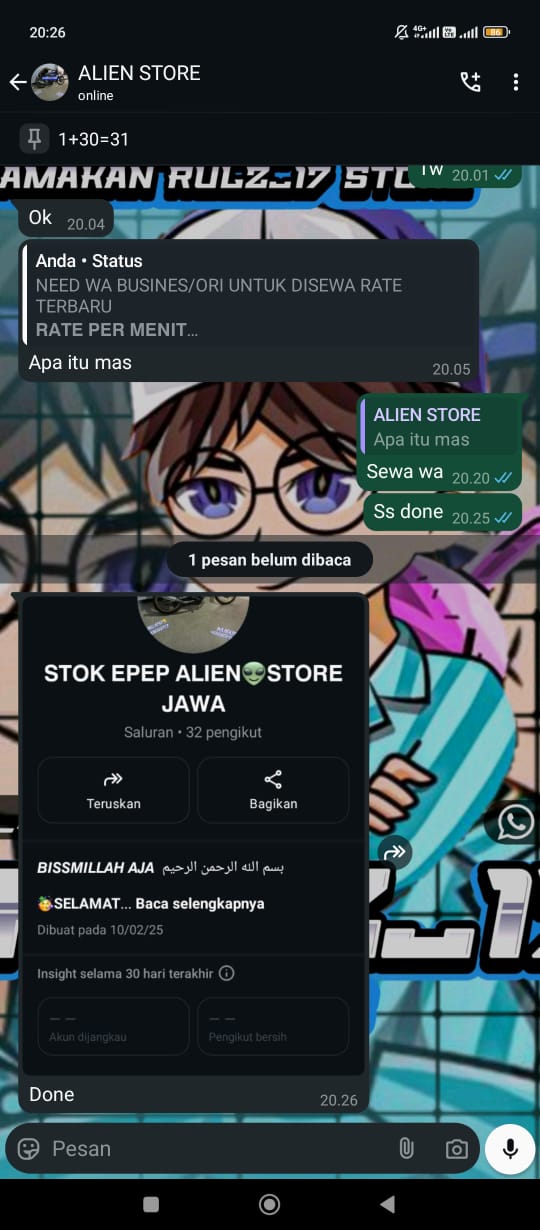 20:26
4G+
86
ALIEN STORE
online
1+30=31
AMAKAN RULZ_17 STO
Tw 20.01
Ok 20.04
Anda • Status
NEED WA BUSINES/ORI UNTUK DISEWA RATE
TERBARU
RATE PER MENIT...
Apa itu mas
20.05
ALIEN STORE
Apa itu mas
Sewa wa 20.20
Ss done 20.25
1 pesan belum dibaca
STOK EPEP ALIEN👽STORE
JAWA
Saluran • 32 pengikut
Teruskan
Bagikan
BISSMILLAH AJA بسم الله الرحمن الرحيم
🥳SELAMAT... Baca selengkapnya
Dibuat pada 10/02/25
Insight selama 30 hari terakhir
Akun dijangkau
Pengikut bersih
Done
20.26
Pesan